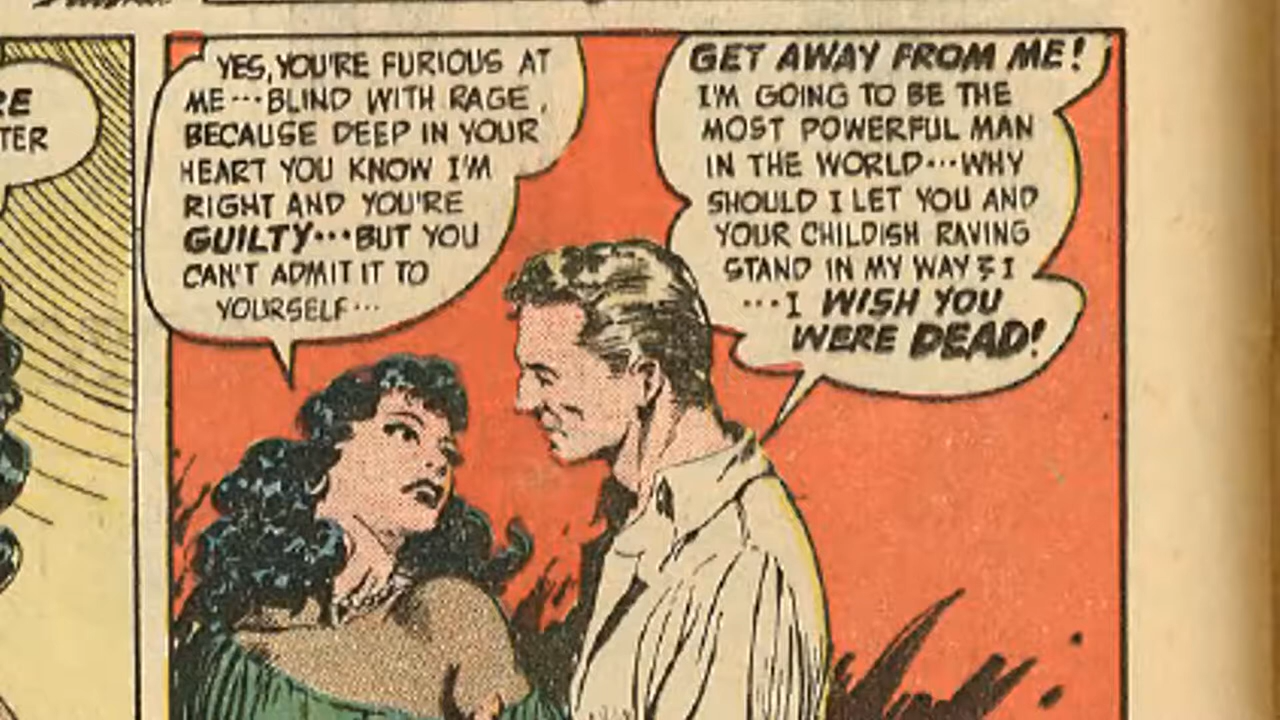 RE
TER
YES, YOU'RE FURIOUS AT
ME---BLIND WITH RAGE,
BECAUSE DEEP IN YOUR
HEART YOU KNOW I'M
RIGHT AND YOU'RE
GUILTY---BUT YOU
CAN'T ADMIT IT TO
YOURSELF---
GET AWAY FROM ME!
I'M GOING TO BE THE
MOST POWERFUL MAN
IN THE WORLD---WHY
SHOULD I LET YOU AND
YOUR CHILDISH RAVING
STAND IN MY WAY? I
---I WISH YOU
WERE DEAD!